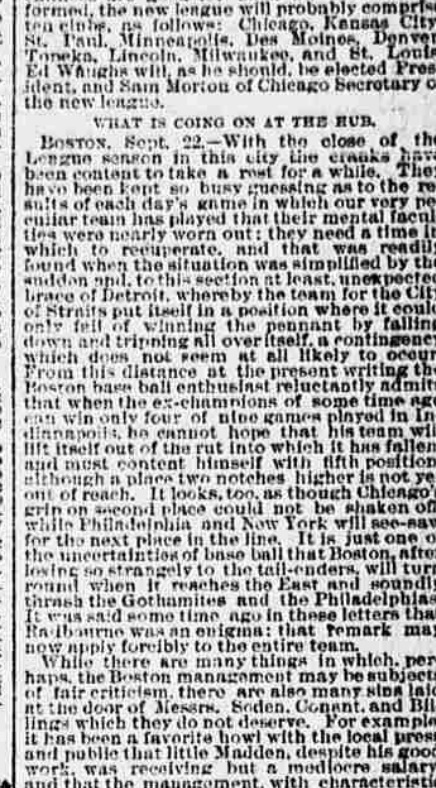 formed, the new league will probably compris
ten clubs, as follows: Chicago, Kansas City
St. Paul, Minneapolis, Des Moines, Denver
Topeka, Lincoln, Milwaukee, and St. Louis
Ed Waughs will, as he should, be elected Pres
ident, and Sam Morton of Chicago Secretary o
the new league.
WHAT IS GOING ON AT THE HUB.
BOSTON, Sept. 22.—With the close of the
League season in this city the cranks have
been content to take a rest for a while. They
have been kept so busy guessing as to the re
sults of each day's game in which our very pe
culiar team has played that their mental facul
ties were nearly worn out; they need a time in
which to recuperate, and that was readily
found when the situation was simplified by the
sudden and, to this section at least, unexpected
brace of Detroit, whereby the team for the City
of Straits put itself in a position where it could
only fail of winning the pennant by falling
down and tripping all over itself, a contingency
which does not seem at all likely to occur
From this distance at the present writing the
Boston base ball enthusiast reluctantly admits
that when the ex-champions of some time ago
can win only four of nine games played in In
dianapolis, he cannot hope that his team will
lift itself out of the rut into which it has fallen
and must content himself with fifth position
although a place two notches higher is not ye
out of reach. It looks, too, as though Chicago's
grip on second place could not be shaken off
while Philadelphia and New York will see-saw
for the next place in the line. It is just one o
the uncertainties of base ball that Boston, after
losing so strangely to the tail-enders, will turn
round when it reaches the East and soundly
thrash the Gothamites and the Philadelphias
It was said some time ago in these letters that
Radbourne was an enigma; that remark may
now apply forcibly to the entire team.
While there are many things in which, per
haps, the Boston management may be subjects
of fair criticism, there are also many sins laid
at the door of Messrs. Soden, Conant, and Bil
lings which they do not deserve. For example
it has been a favorite howl with the local press
and public that little Madden, despite his good
work, was receiving but a mediocre salary
and that the management, with characteristic